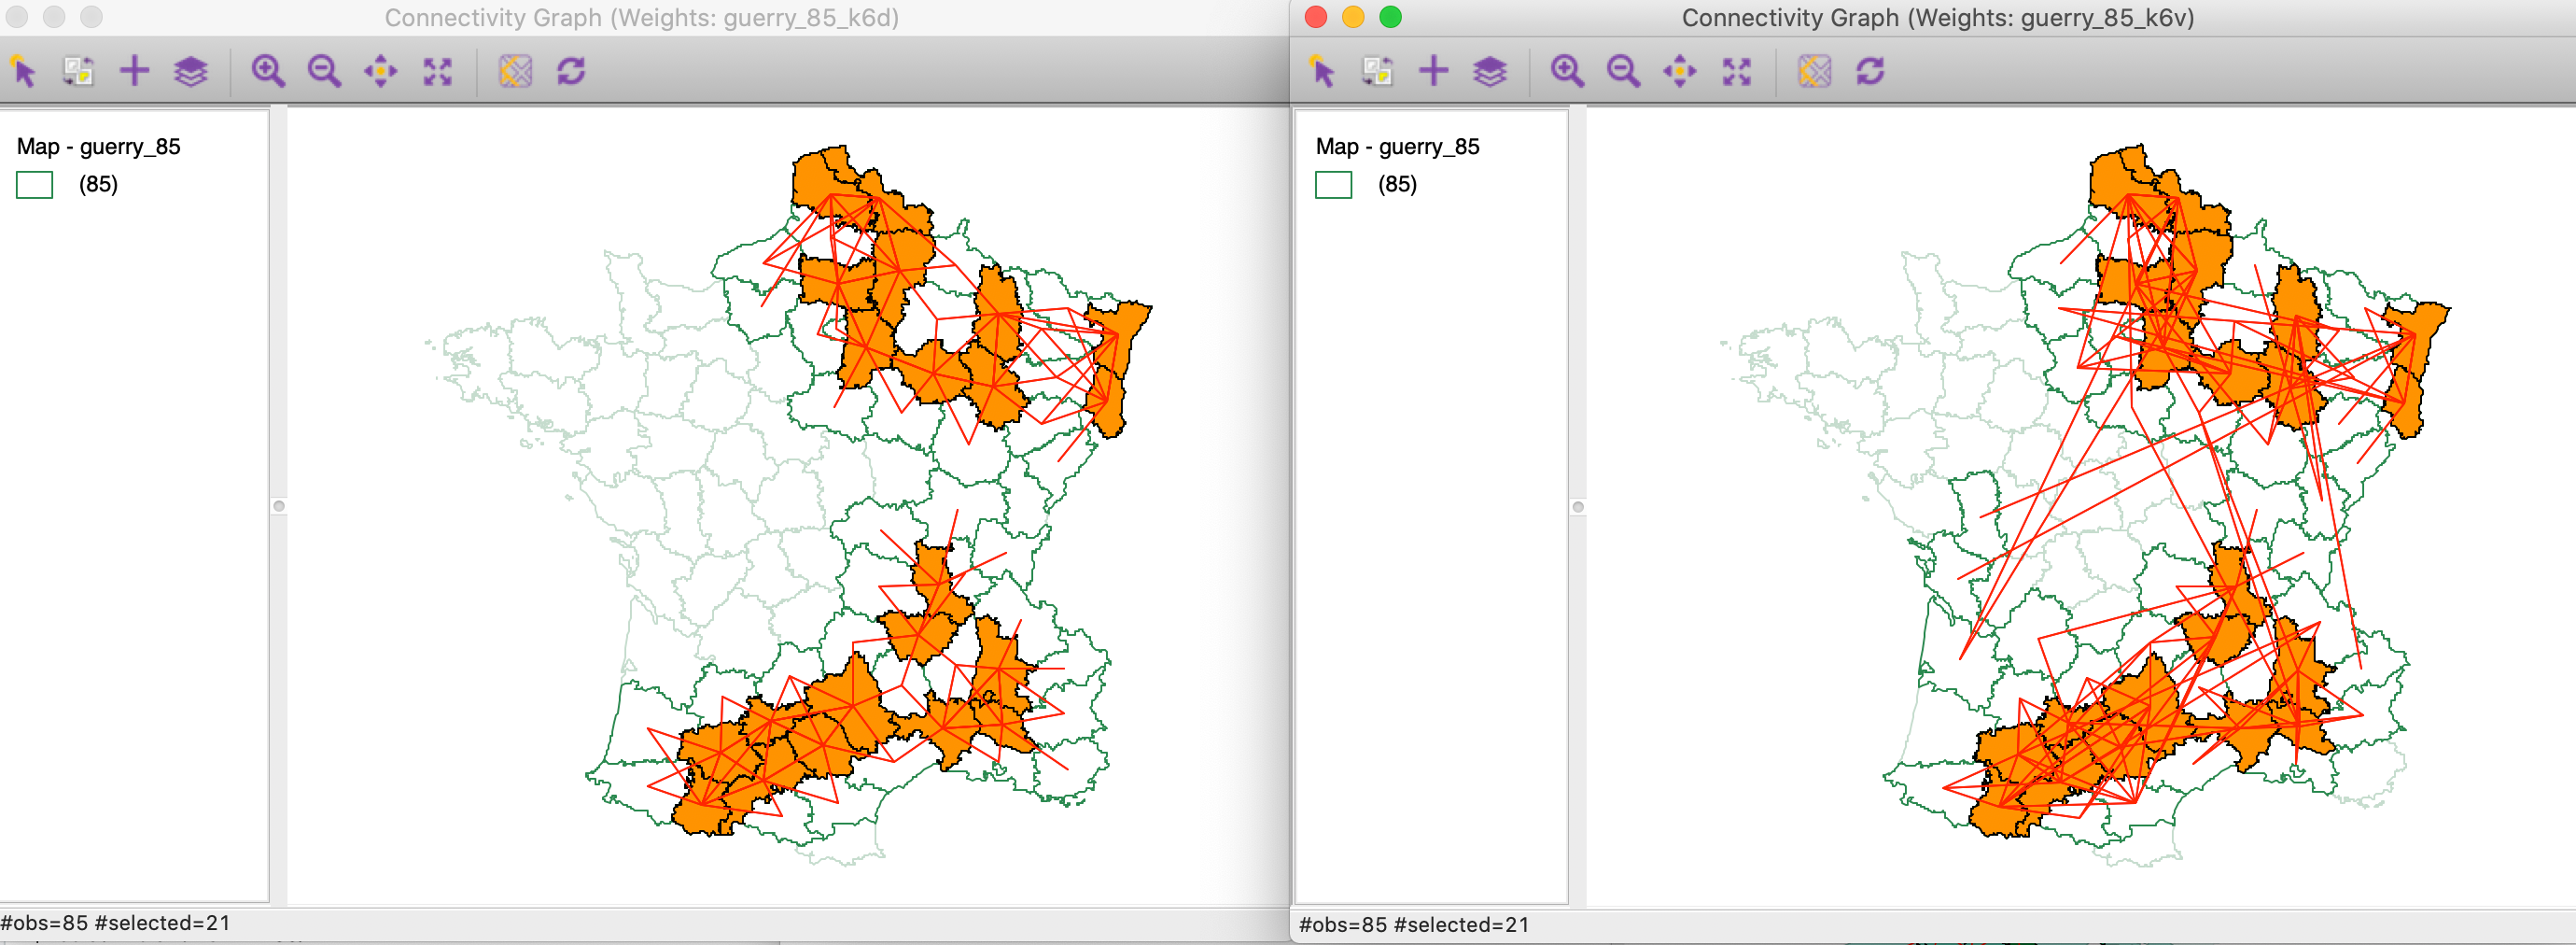 Connectivity Graph (Weights: guerry_85_k6d)
Map - guerry_85
(85)
#obs=85 #selected=21
Connectivity Graph (Weights: guerry_85_k6v)
Map - guerry_85
(85)
#obs=85 #selected=21